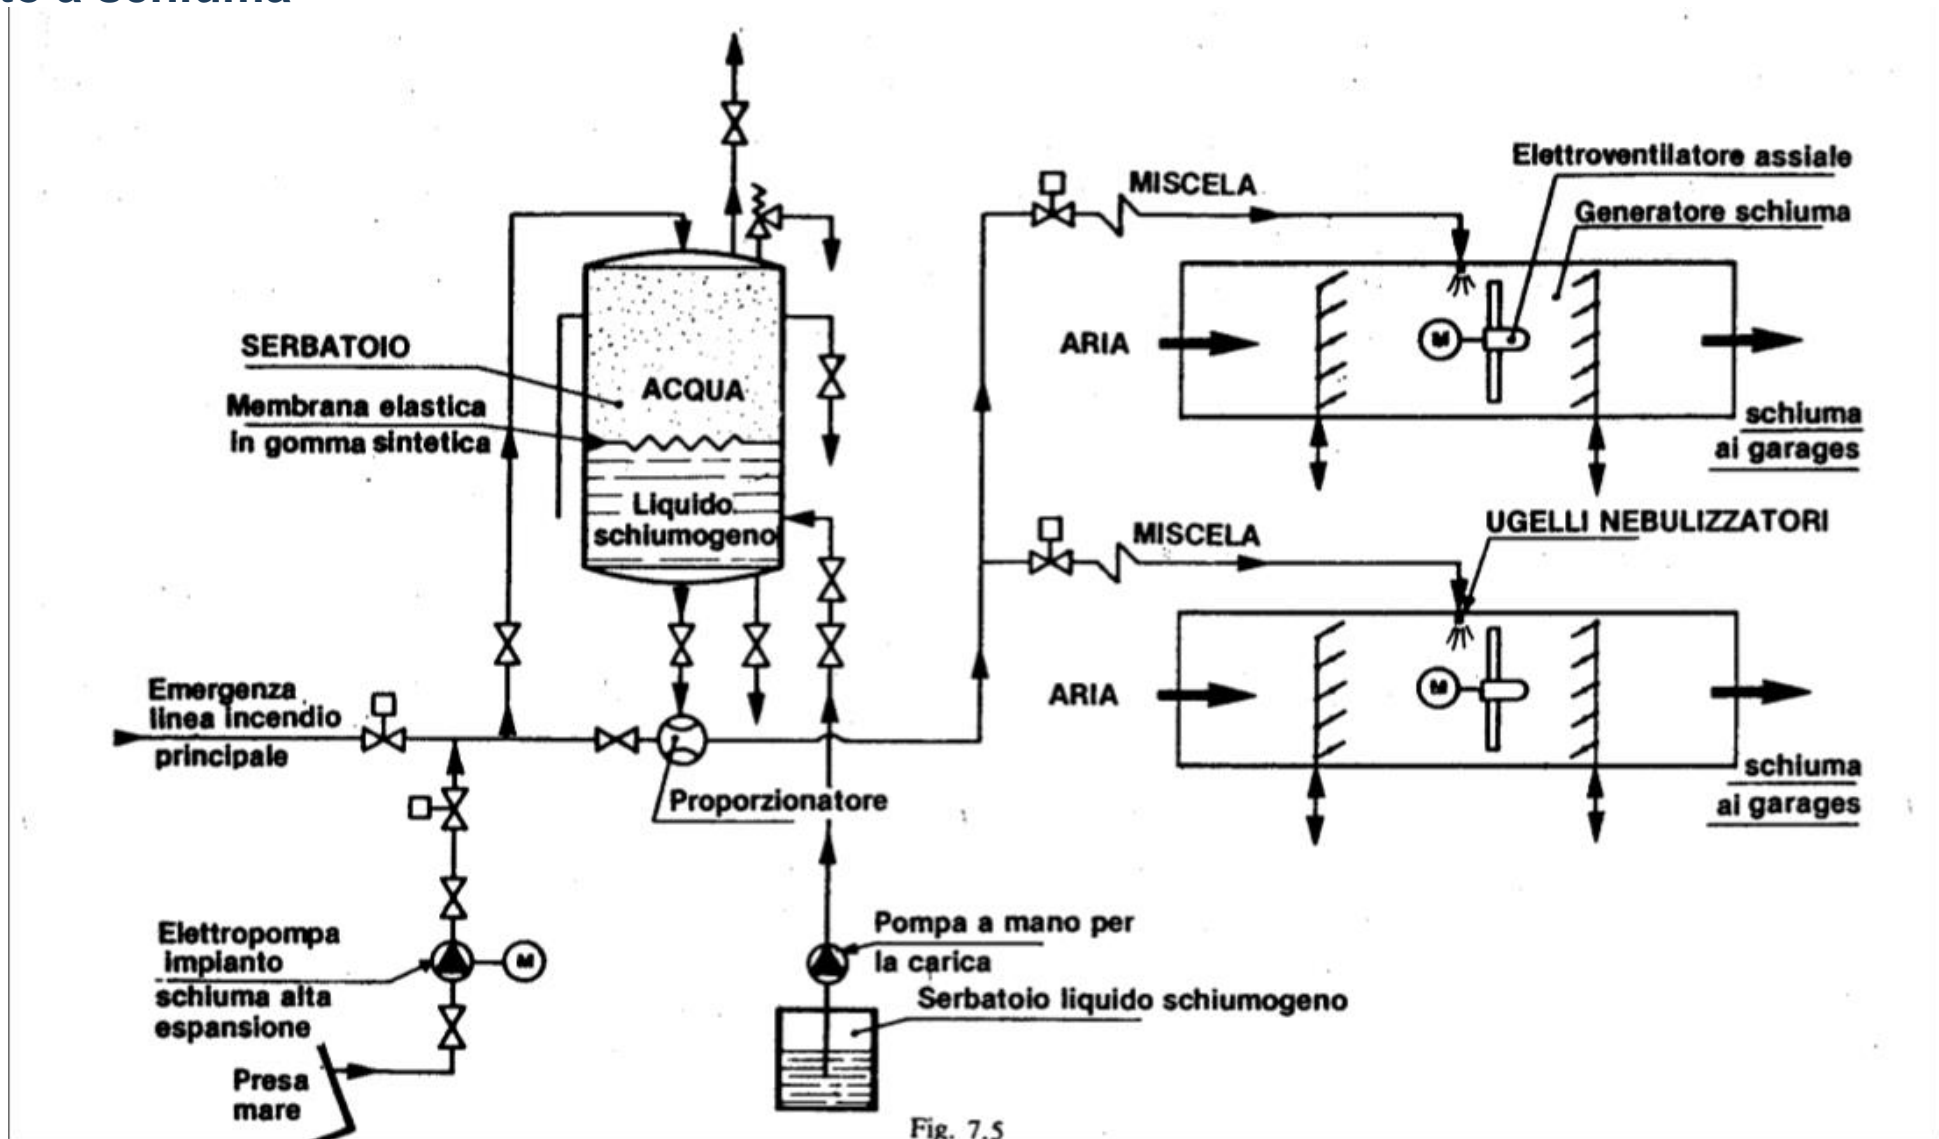 SERBATOIO
Membrana elastica
in gomma sintetica
ACQUA
Liquido
schiumogeno
Emergenza
linea incendio
principale
Proporzionatore
Elettropompa
impianto
schiuma alta
espansione
M
Presa
mare
Pompa a mano per
la carica
Serbatoio liquido schiumogeno
MISCELA
Elettroventilatore assiale
Generatore schiuma
ARIA
M
schiuma
ai garages
MISCELA
UGELLI NEBULIZZATORI
ARIA
M
schiuma
ai garages
Fig. 7.5